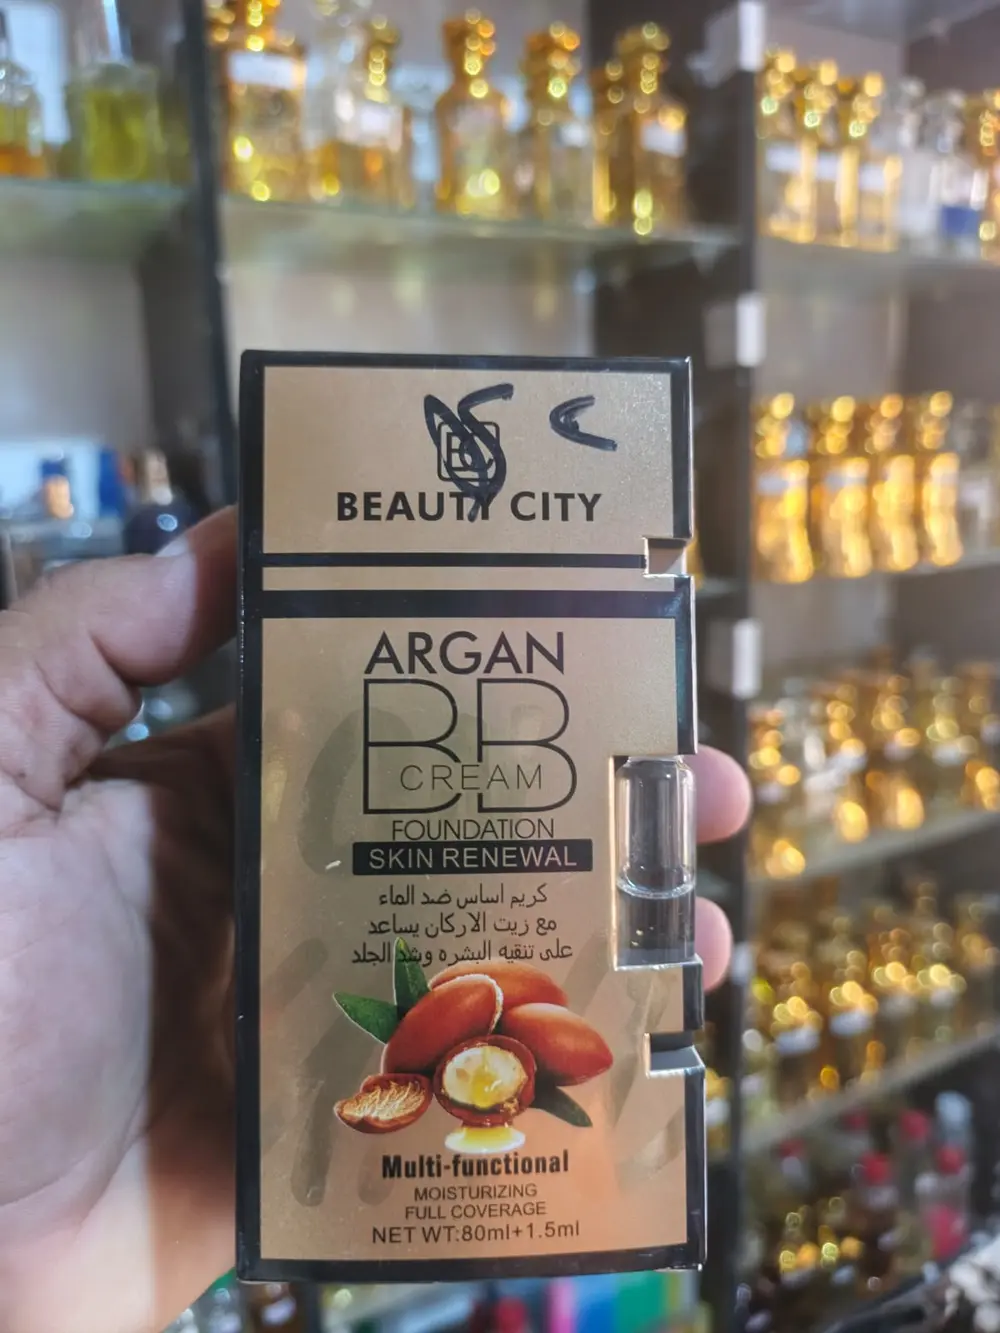 BC
BEAUTY CITY
ARGAN
BB
CREAM
FOUNDATION
SKIN RENEWAL
كريم اساس ضد الماء
مع زيت الاركان يساعد
على تنقيه البشره وشد الجلد
Multi-functional
MOISTURIZING
FULL COVERAGE
NET WT:80ml+1.5ml